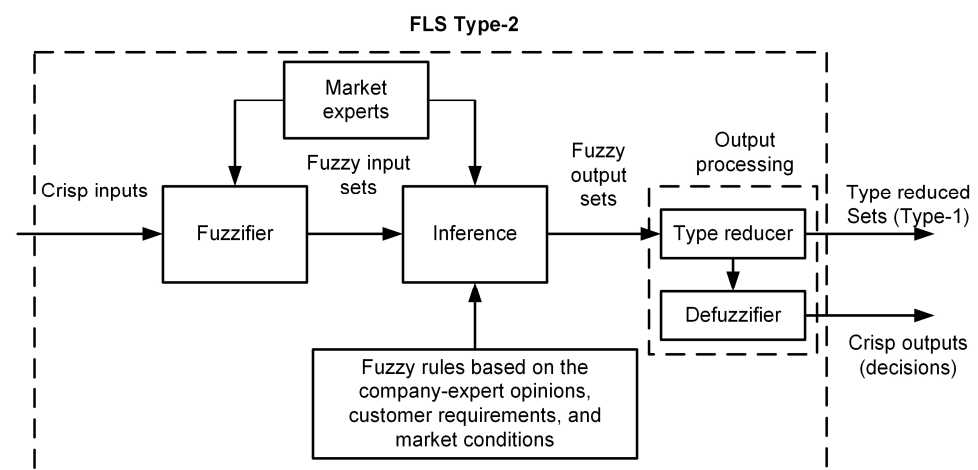 FLS Type-2
Market
experts
Output
processing
Fuzzy input
sets
Fuzzy
output
sets
Crisp inputs
Type reduced
Sets (Type-1)
Fuzzifier
Inference
Type reducer
Defuzzifier
Crisp outputs
(decisions)
Fuzzy rules based on the
company-expert opinions,
customer requirements, and
market conditions